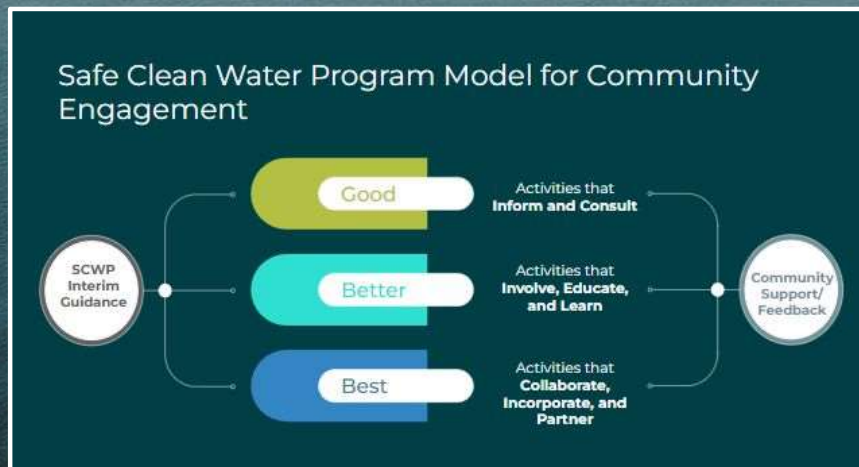 Safe Clean Water Program Model for Community
Engagement
SCWP
Interim
Guidance
Good
Activities that
Inform and Consult
Better
Activities that
Involve, Educate,
and Learn
Best
Activities that
Collaborate,
Incorporate, and
Partner
Community
Support/
Feedback